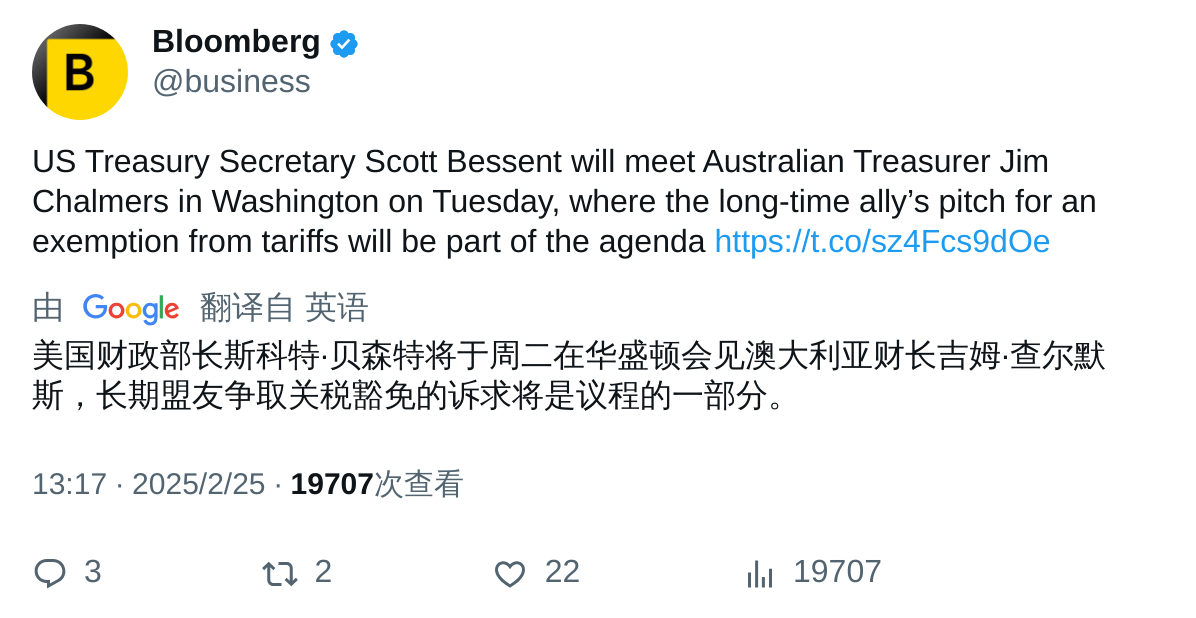 B
Bloomberg
@business
US Treasury Secretary Scott Bessent will meet Australian Treasurer Jim
Chalmers in Washington on Tuesday, where the long-time ally’s pitch for an
exemption from tariffs will be part of the agenda https://t.co/sz4Fcs9dOe
由 Google 翻译自 英语
美国财政部长斯科特·贝森特将于周二在华盛顿会见澳大利亚财长吉姆·查尔默
斯，长期盟友争取关税豁免的诉求将是议程的一部分。
13:17 · 2025/2/25 · 19707次查看
3 2 22 19707